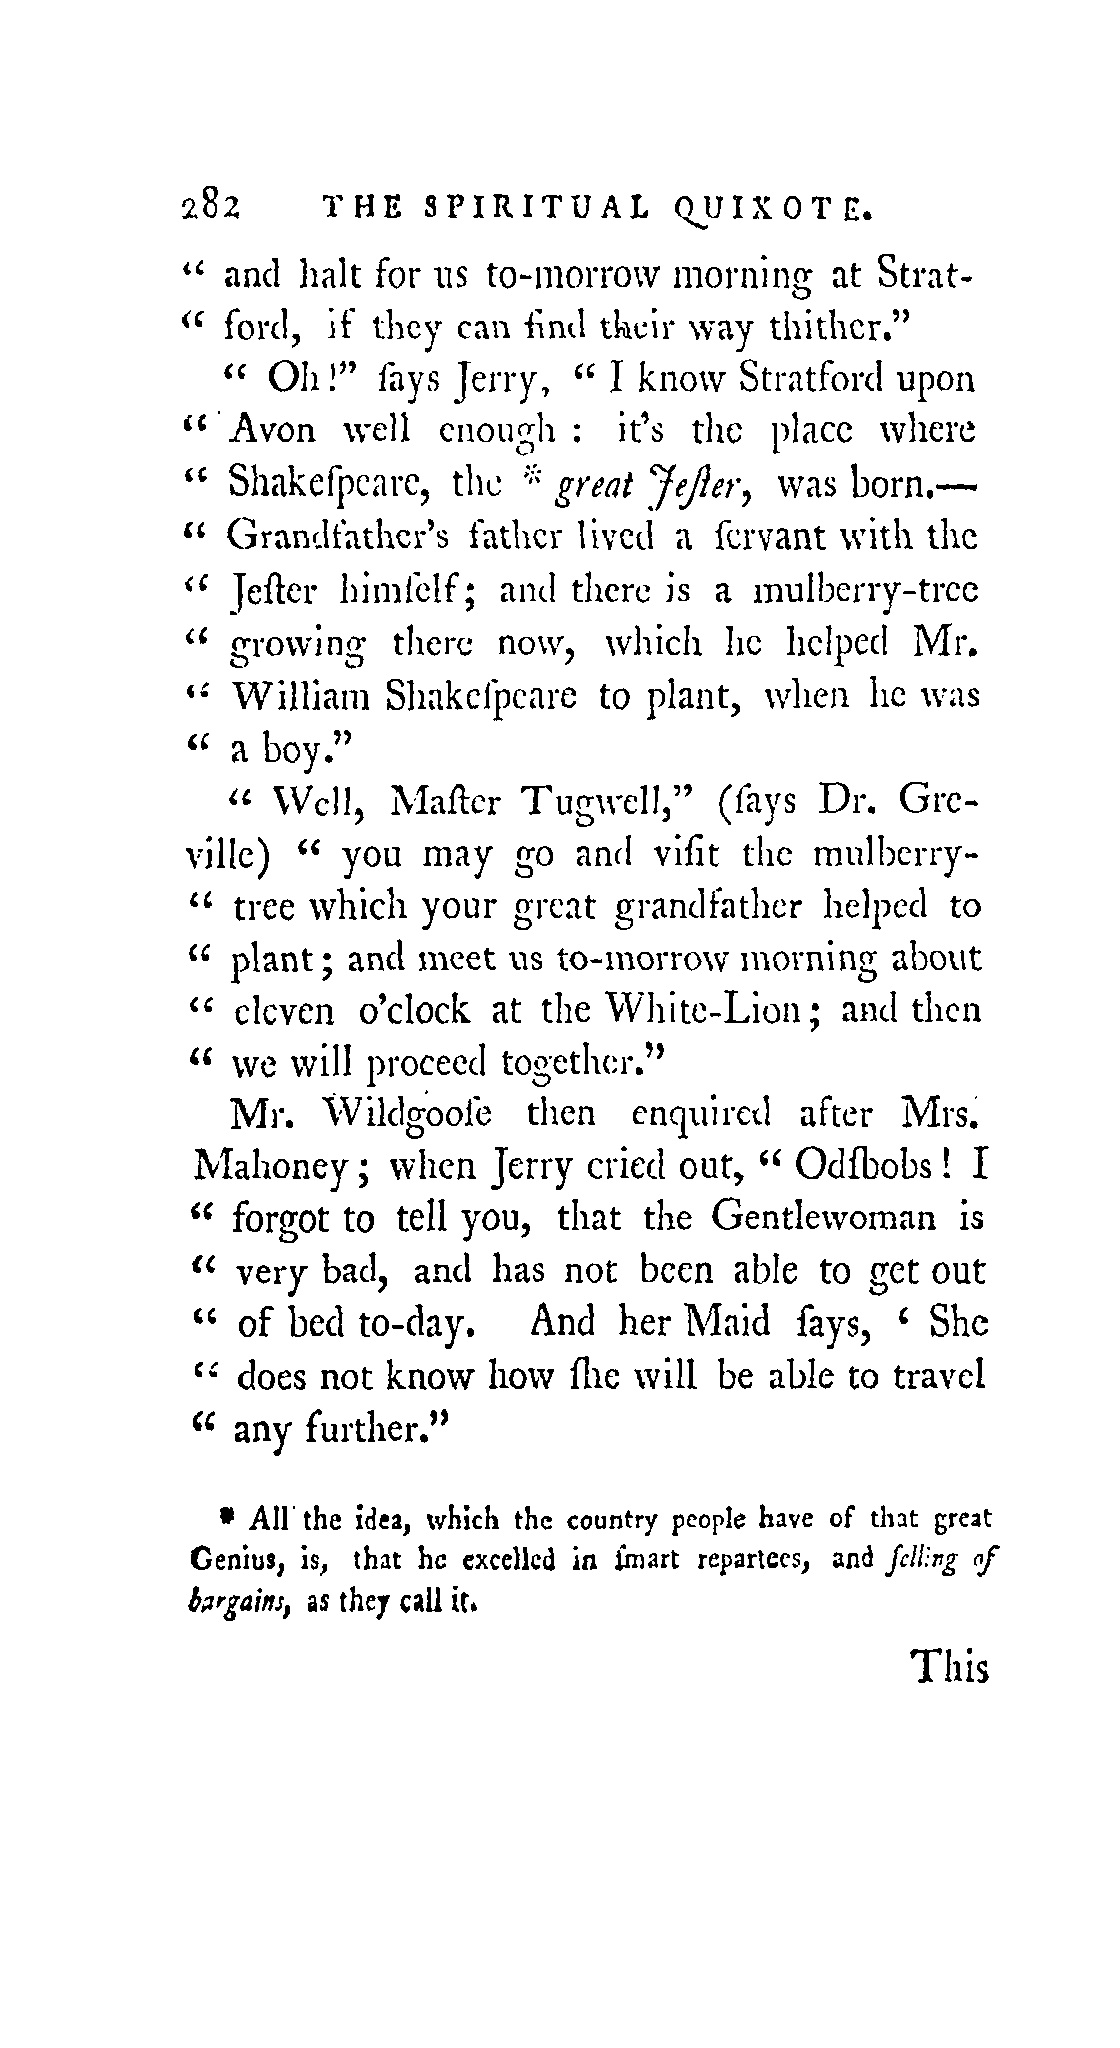 282 THE SPIRITUAL QUIXOTE.
“ and halt for us to-morrow morning at Strat-
“ ford, if they can find their way thither.”
“ Oh!” ſays Jerry, “ I know Stratford upon
“ Avon well enough : it’s the place where
“ Shakeſpeare, the * great Jeſter, was born.—
“ Grandfather’s father lived a ſervant with the
“ Jeſter himſelf; and there is a mulberry-tree
“ growing there now, which he helped Mr.
“ William Shakeſpeare to plant, when he was
“ a boy.”
“ Well, Maſter Tugwell,” (ſays Dr. Gre-
ville) “ you may go and viſit the mulberry-
“ tree which your great grandfather helped to
“ plant; and meet us to-morrow morning about
“ eleven o’clock at the White-Lion; and then
“ we will proceed together.”
Mr. Wildgooſe then enquired after Mrs.
Mahoney; when Jerry cried out, “ Odſbobs! I
“ forgot to tell you, that the Gentlewoman is
“ very bad, and has not been able to get out
“ of bed to-day. And her Maid ſays, ‘ She
“ does not know how ſhe will be able to travel
“ any further.”
* All the idea, which the country people have of that great
Genius, is, that he excelled in ſmart repartees, and ſelling of
bargains, as they call it.
This